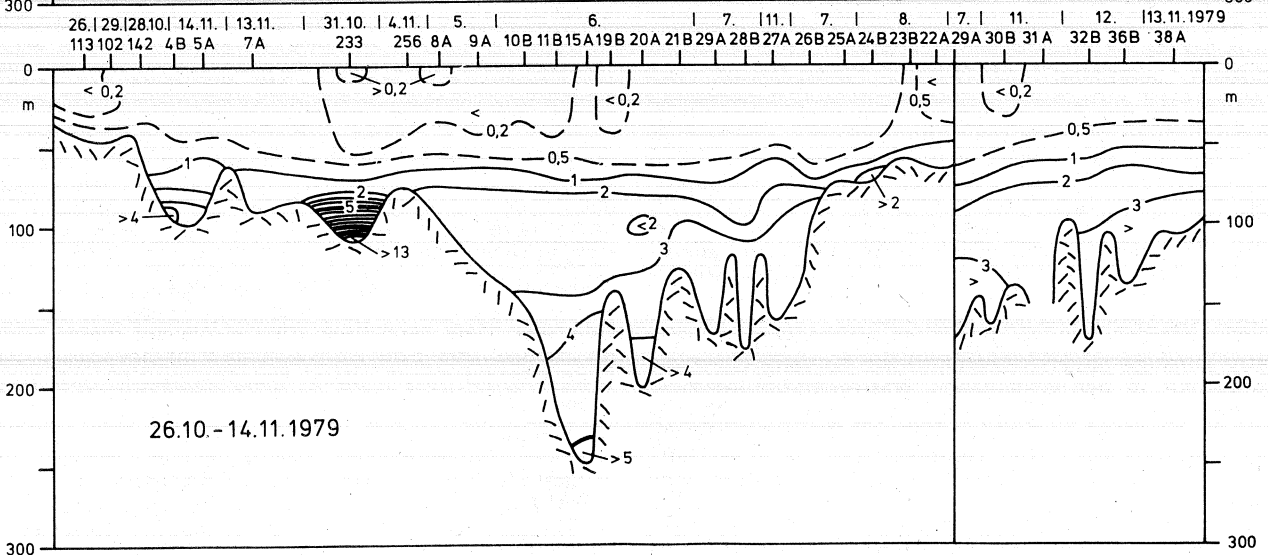 300
26. 29. 28.10. 14.11. 13.11. 31.10. 4.11. 5. 6. 7. 11. 7. 8. 7. 11. 12. 13.11.1979
113 102 142 4B 5A 7A 233 256 8A 9A 10B 11B 15A 19B 20A 21B 29A 28B 27A 26B 25A 24B 23B 22A 29A 30B 31A 32B 36B 38A
0 0
< 0,2 >0,2 <0,2 < <0,2
m 0,5 m
< 0,2 0,5
0,5 1
1 1 2
2 5 2 3
>4 <2 >2 >
100 100
>13 3 3
>
4
>4
200 200
26.10.-14.11.1979
>5
300 300